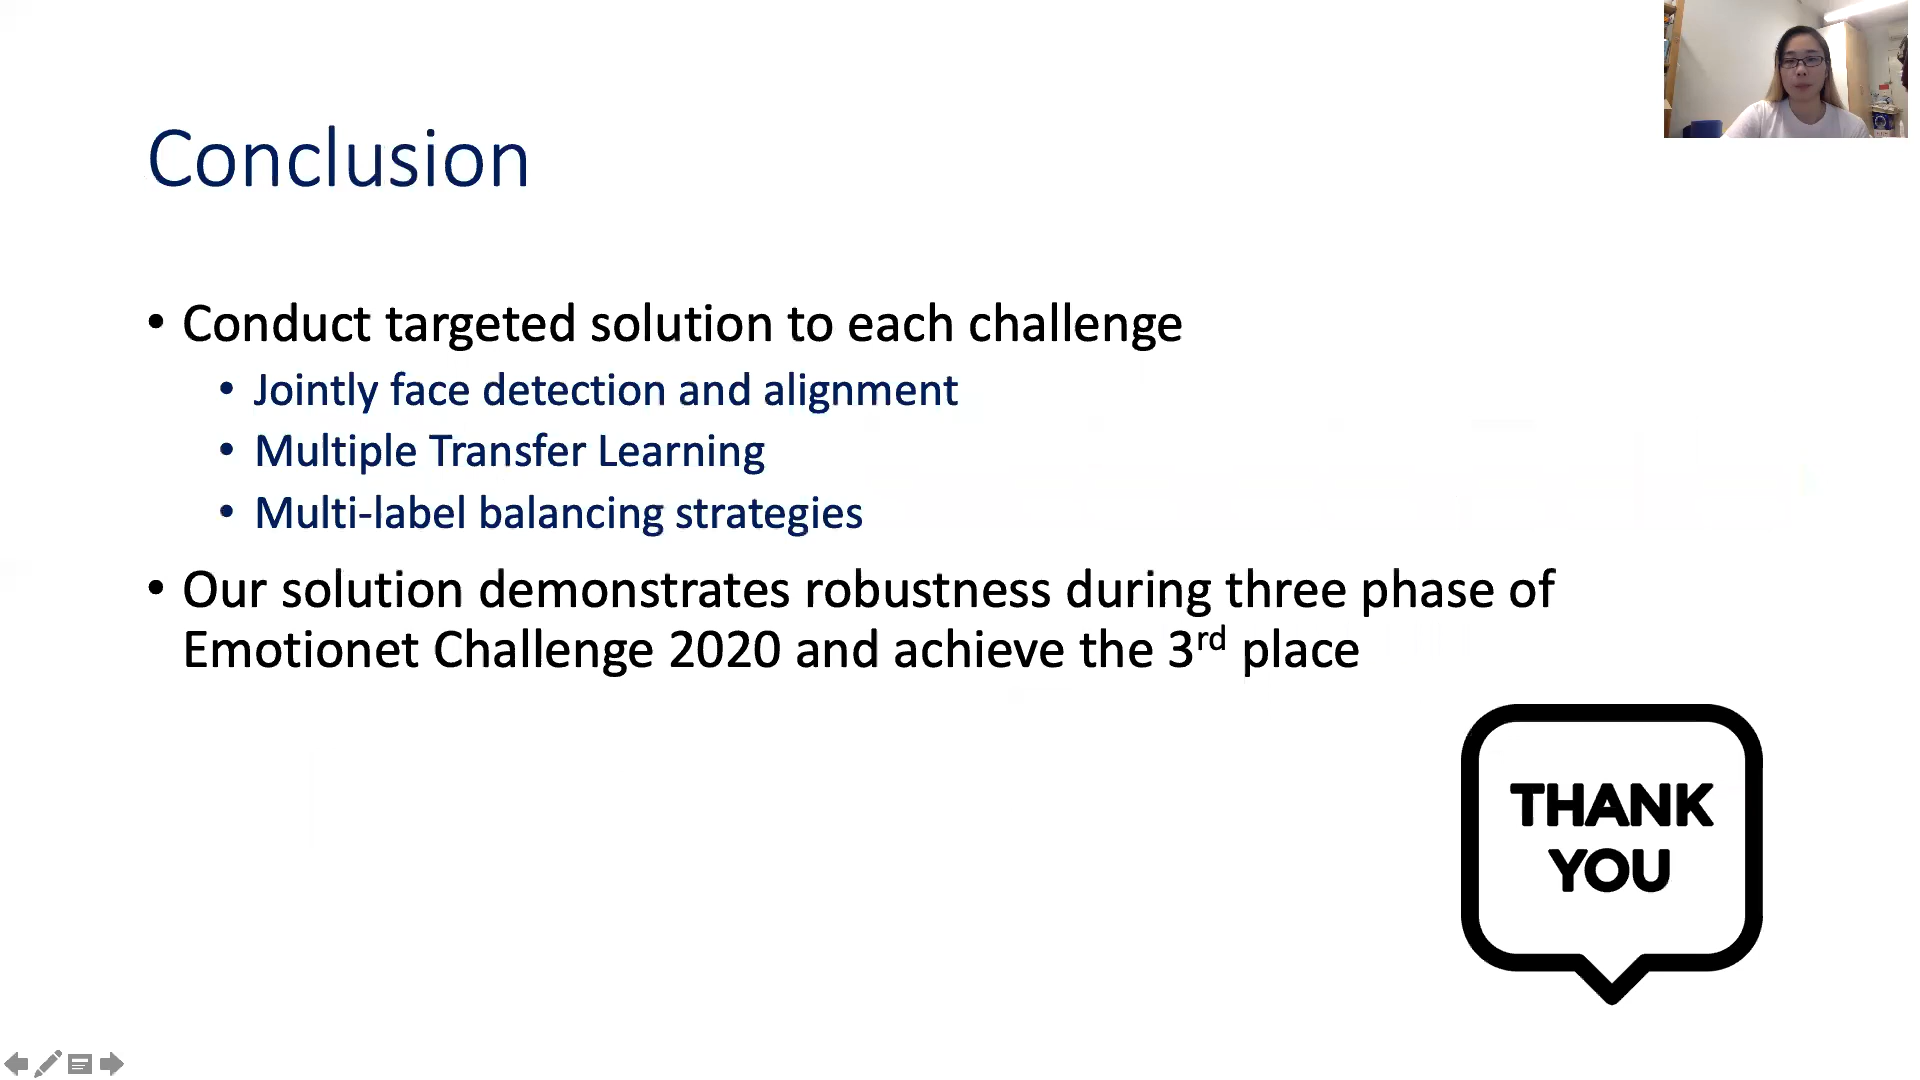 Conclusion
• Conduct targeted solution to each challenge
• Jointly face detection and alignment
• Multiple Transfer Learning
• Multi-label balancing strategies
• Our solution demonstrates robustness during three phase of
Emotionet Challenge 2020 and achieve the 3rd place
THANK
YOU